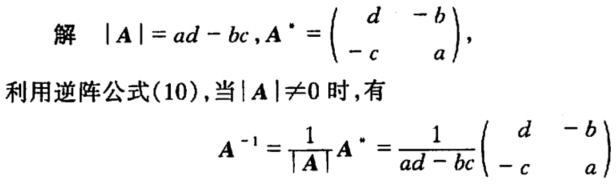 解 |A| = ad − bc, A* = ( d −b ; −c a ),
利用逆阵公式(10),当|A|≠0 时,有
A⁻¹ = 1/|A| A* = 1/(ad − bc) ( d −b ; −c a )